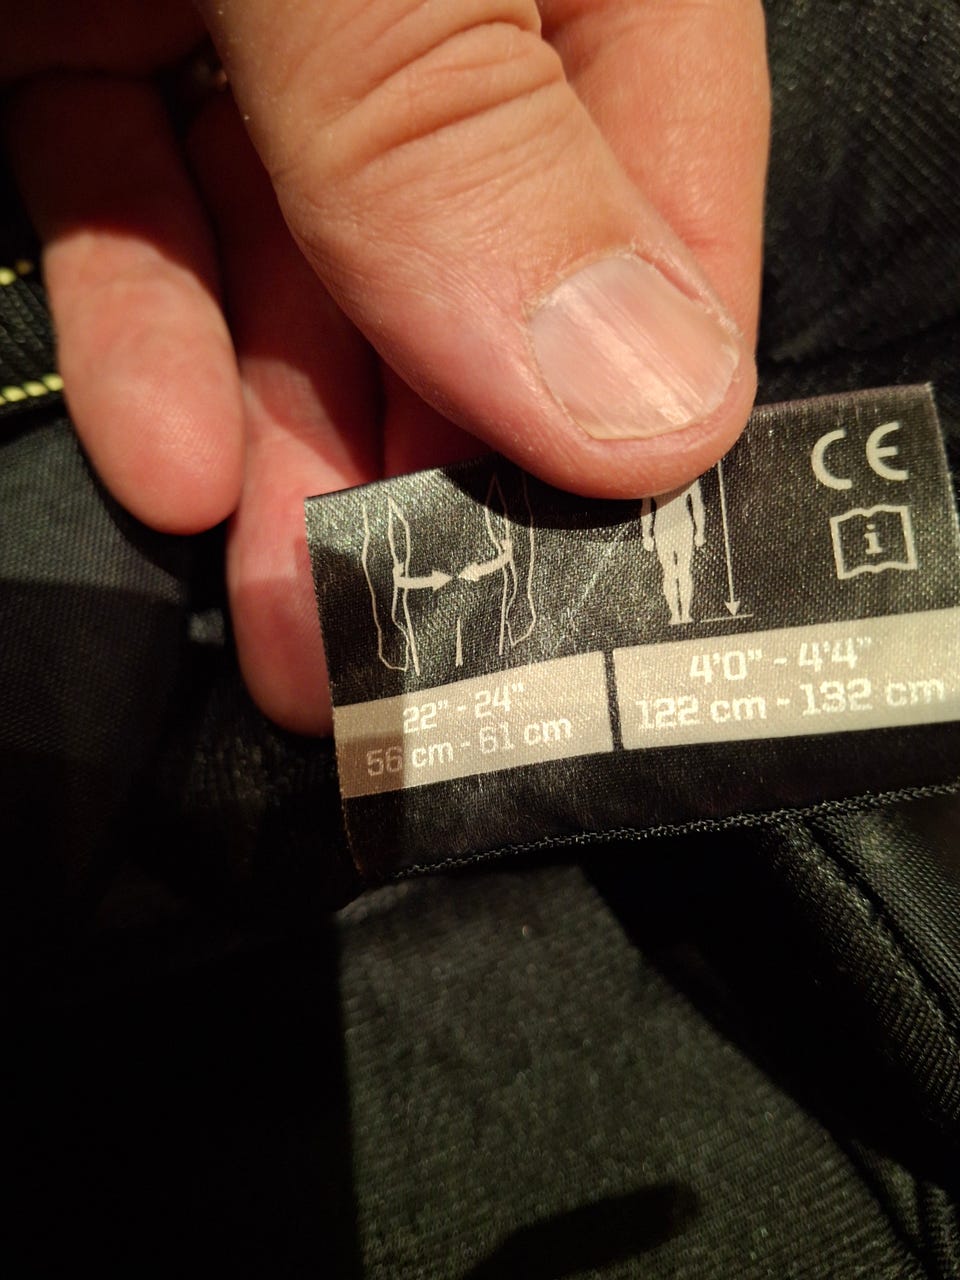 CE
i
22" - 24"
56 cm - 61 cm
4'0" - 4'4"
122 cm - 132 cm